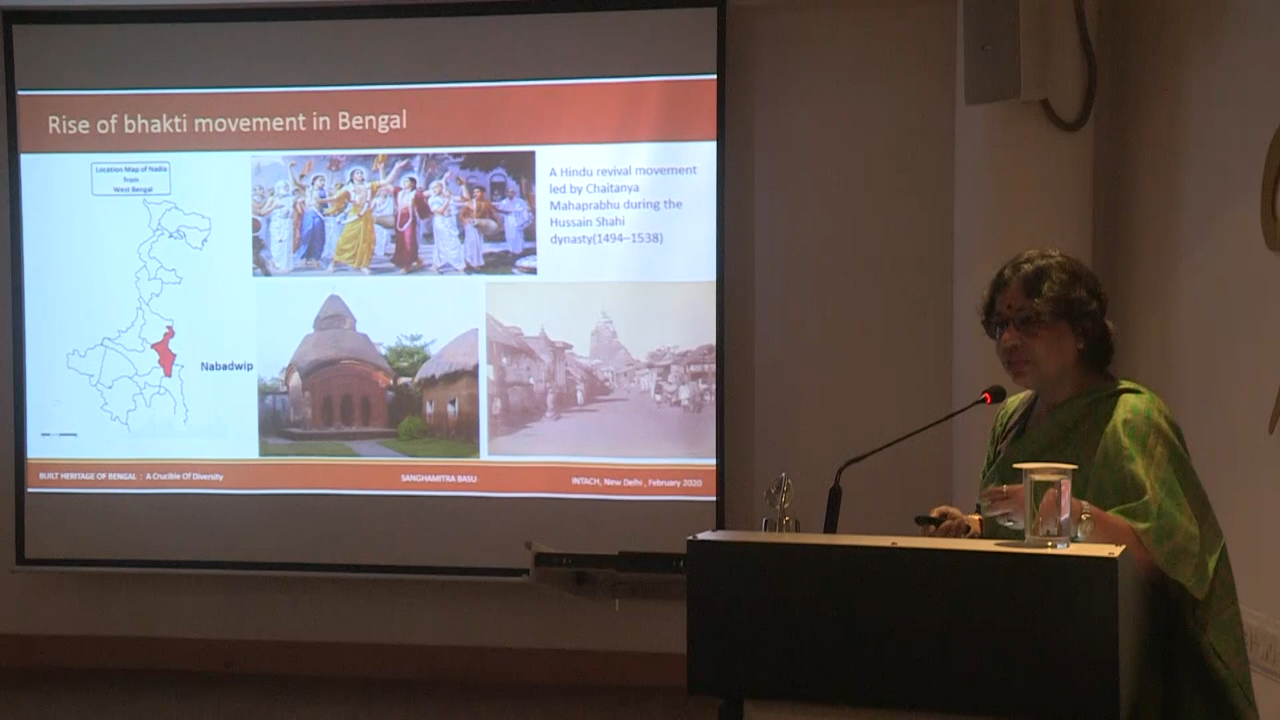 Rise of bhakti movement in Bengal
Location Map of Nadia
from
West Bengal
Nabadwip
A Hindu revival movement
led by Chaitanya
Mahaprabhu during the
Hussain Shahi
dynasty(1494–1538)
BUILT HERITAGE OF BENGAL : A Crucible Of Diversity
SANGHAMITRA BASU
INTACH, New Delhi , February 2020